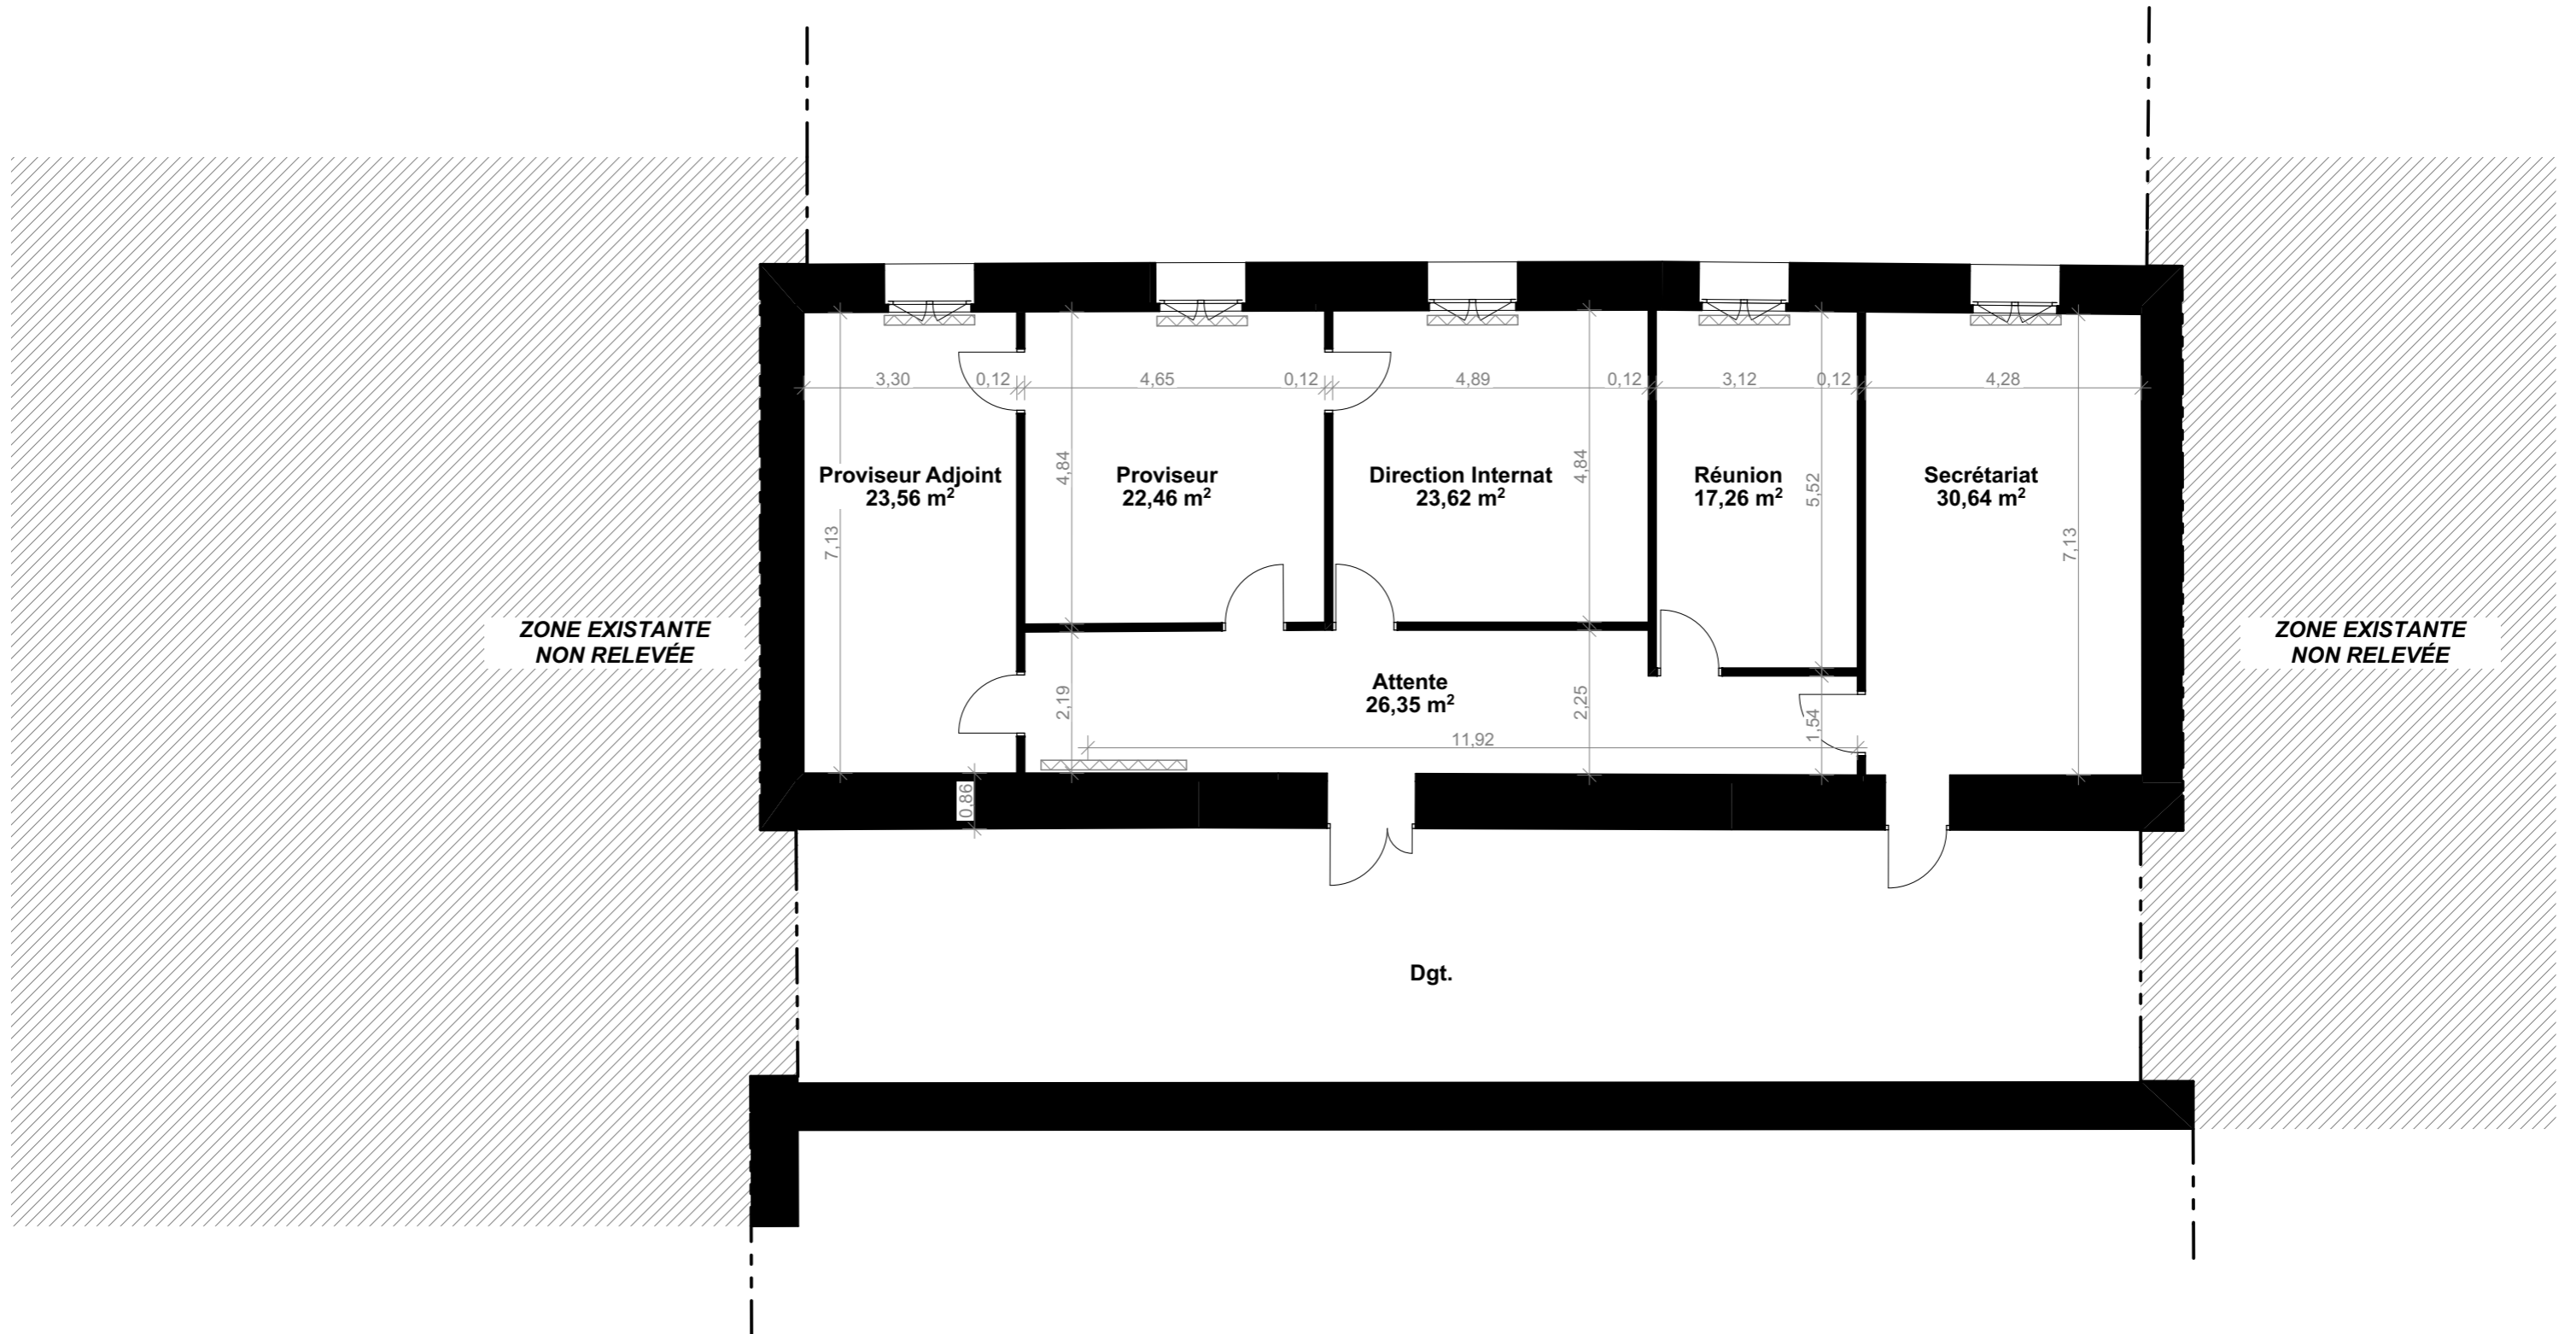 3,30
0,12
4,65
0,12
4,89
0,12
3,12
0,12
4,28
Proviseur Adjoint
23,56 m²
7,13
4,84
Proviseur
22,46 m²
Direction Internat
23,62 m²
4,84
Réunion
17,26 m²
5,52
Secrétariat
30,64 m²
7,13
ZONE EXISTANTE
NON RELEVÉE
ZONE EXISTANTE
NON RELEVÉE
2,19
Attente
26,35 m²
2,25
1,54
11,92
0,86
Dgt.